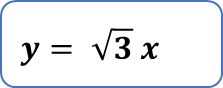 y = √3 x